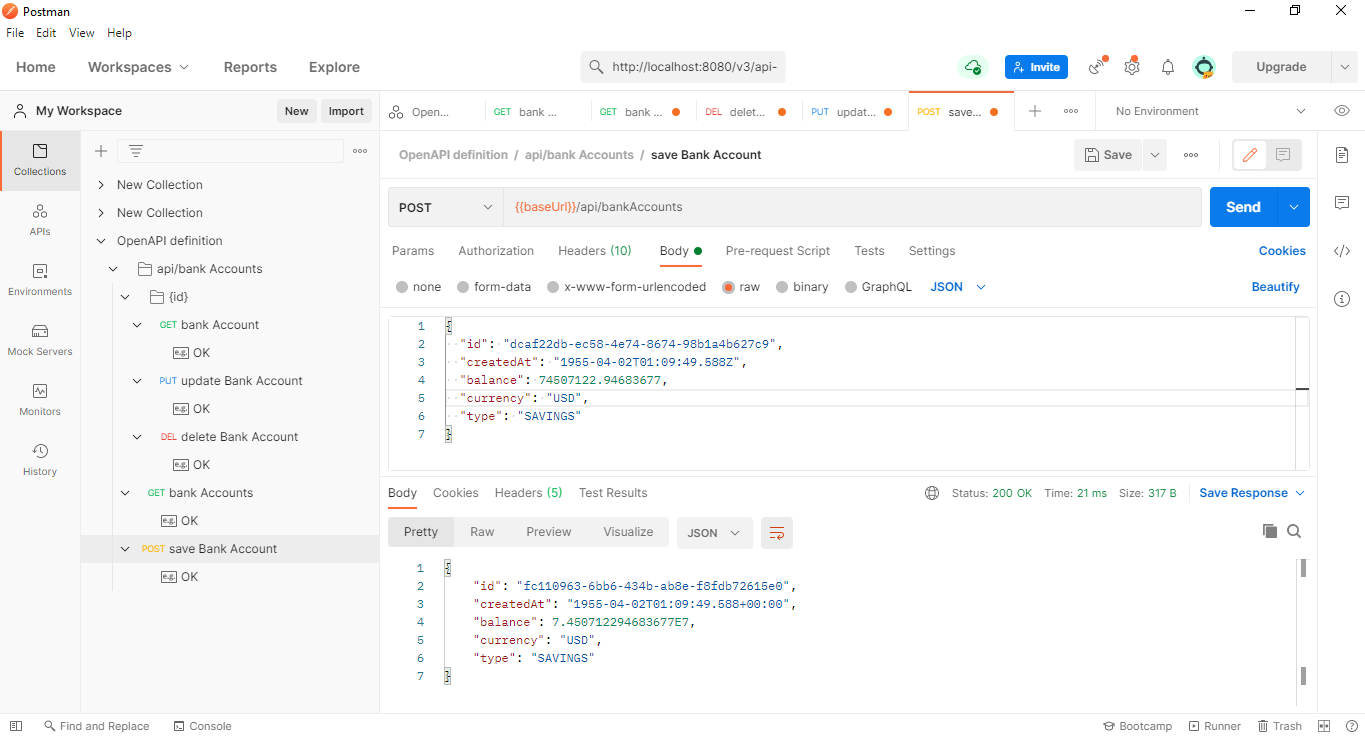 Postman
File Edit View Help
Home Workspaces Reports Explore
http://localhost:8080/v3/api-
Invite
Upgrade
My Workspace
New Import
Open...
GET bank ...
GET bank ...
DEL delet...
PUT updat...
POST save...
No Environment
Collections
APIs
Environments
Mock Servers
Monitors
History
New Collection
New Collection
OpenAPI definition
api/bank Accounts
{id}
GET bank Account
e.g. OK
PUT update Bank Account
e.g. OK
DEL delete Bank Account
e.g. OK
GET bank Accounts
e.g. OK
POST save Bank Account
e.g. OK
OpenAPI definition / api/bank Accounts / save Bank Account
Save
POST {{baseUrl}}/api/bankAccounts
Send
Params Authorization Headers (10) Body Pre-request Script Tests Settings
Cookies
none form-data x-www-form-urlencoded raw binary GraphQL JSON
Beautify
1 {
2 "id": "dcaf22db-ec58-4e74-8674-98b1a4b627c9",
3 "createdAt": "1955-04-02T01:09:49.588Z",
4 "balance": 74507122.94683677,
5 "currency": "USD",
6 "type": "SAVINGS"
7 }
Body Cookies Headers (5) Test Results
Status: 200 OK Time: 21 ms Size: 317 B
Save Response
Pretty Raw Preview Visualize JSON
1 {
2 "id": "fc110963-6bb6-434b-ab8e-f8fdb72615e0",
3 "createdAt": "1955-04-02T01:09:49.588+00:00",
4 "balance": 7.450712294683677E7,
5 "currency": "USD",
6 "type": "SAVINGS"
7 }
Find and Replace Console
Bootcamp Runner Trash